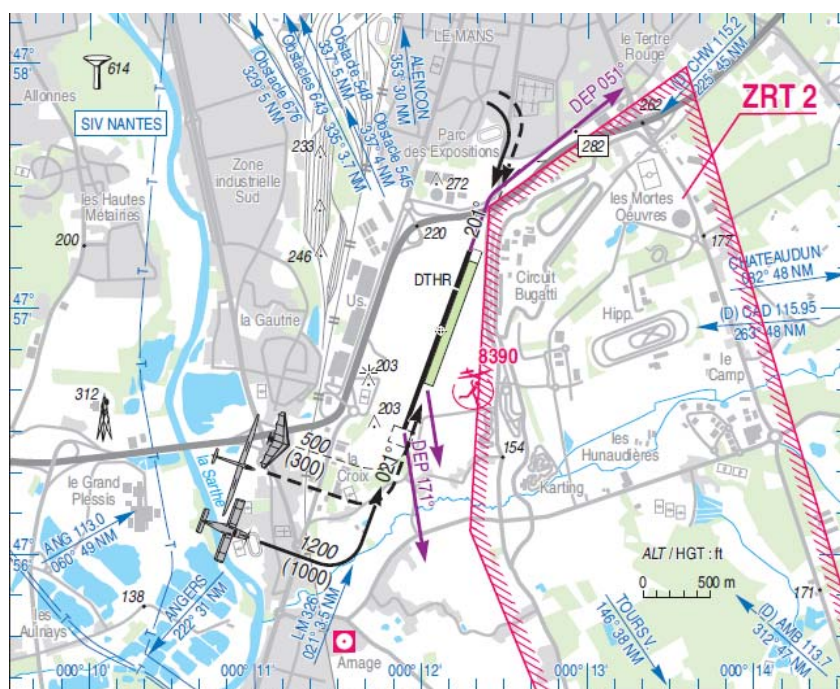 47°
58'
614
Allonnes
SIV NANTES
Obstacle 676
329° 5 NM
Obstacles 643
335° 3.7 NM
Obstacle 548
337° 5 NM
337° 4 NM
Obstacle 545
ALENCON
353° 30 NM
LE MANS
le Tertre
Rouge
(D) CHW 115.2
225° 45 NM
DEP 051°
ZRT 2
262
282
Parc
des Expositions
233
Zone
industrielle
Sud
272
les Hautes
Métairies
200
246
220
201°
les Mortes
Oeuvres
177
CHATEAUDUN
082° 48 NM
47°
57'
DTHR
Us.
Circuit
Bugatti
Hipp.
(D) CAD 115.95
263° 48 NM
la Gautrie
8390
le Camp
203
312
203
500
(300)
la
Croix
021°
DEP 171°
154
les
Hunaudières
Karting
la Sarthe
le Grand
Plessis
ANG 113.0
060° 49 NM
1200
(1000)
47°
56'
ALT / HGT : ft
0 500 m
138
ANGERS
222° 31 NM
LM 326
021° 3.5 NM
les
Aulnays
Arnage
TOURS V.
146° 38 NM
171
(D) AMB 113.7
312° 47 NM
000° 10'
000° 11'
000° 12'
000° 13'
000° 14'